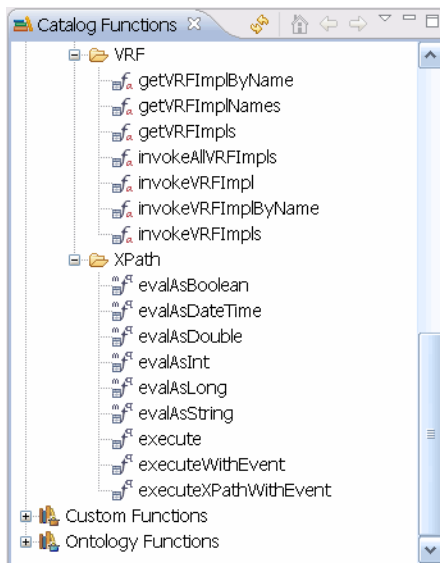 Catalog Functions
VRF
getVRFImplByName
getVRFImplNames
getVRFImpls
invokeAllVRFImpls
invokeVRFImpl
invokeVRFImplByName
invokeVRFImpls
XPath
evalAsBoolean
evalAsDateTime
evalAsDouble
evalAsInt
evalAsLong
evalAsString
execute
executeWithEvent
executeXPathWithEvent
Custom Functions
Ontology Functions